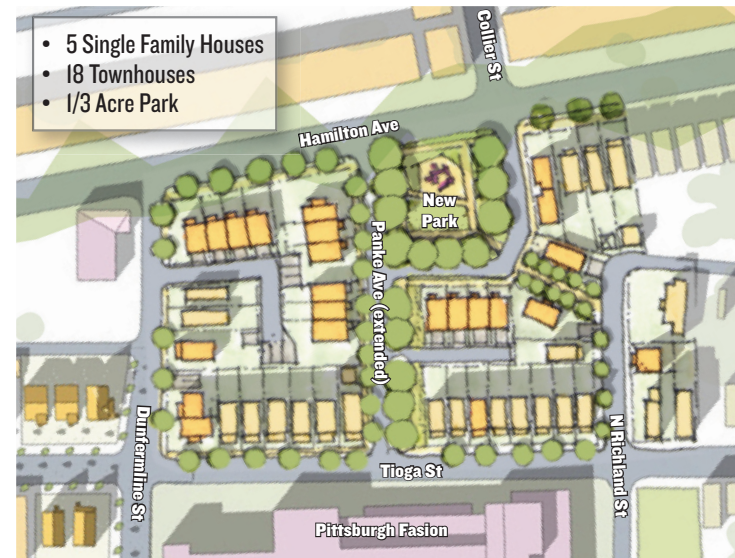 • 5 Single Family Houses
• 18 Townhouses
• 1/3 Acre Park
Collier St
Hamilton Ave
New
Park
Panke Ave (extended)
Dunfermline St
N Richland St
Tioga St
Pittsburgh Fasion